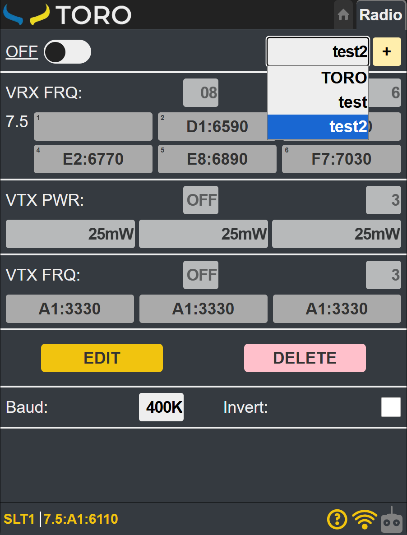 TORO
Radio
OFF
test2
+
TORO
test
test2
VRX FRQ:
08
6
7.5
1
2
D1:6590
0
4
E2:6770
5
E8:6890
6
F7:7030
VTX PWR:
OFF
3
25mW
25mW
25mW
VTX FRQ:
OFF
3
A1:3330
A1:3330
A1:3330
EDIT
DELETE
Baud:
400K
Invert:
SLT1
7.5:A1:6110
?